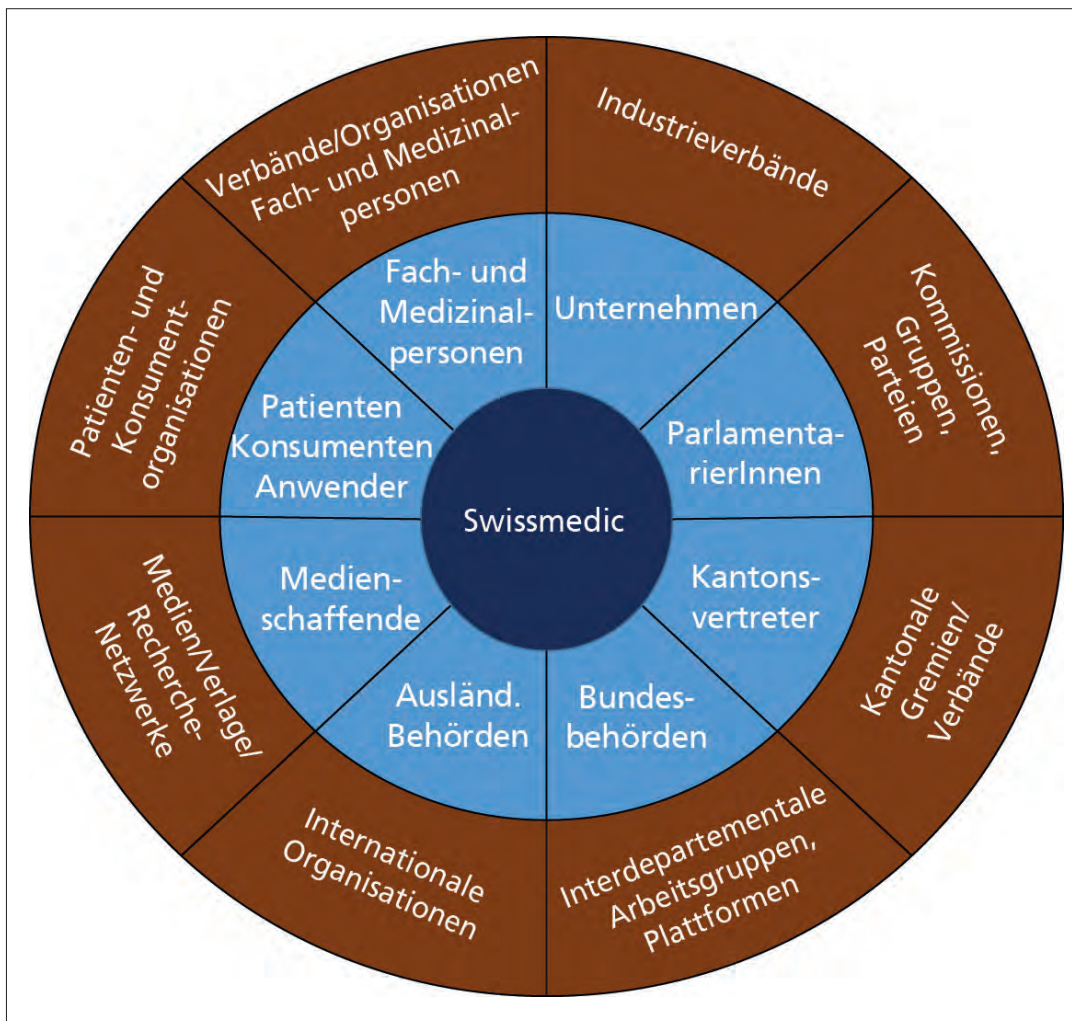 Verbände/Organisationen
Fach- und Medizinal-
personen
Industrieverbände
Kommissionen,
Gruppen,
Parteien
Kantonale
Gremien/
Verbände
Interdepartementale
Arbeitsgruppen,
Plattformen
Internationale
Organisationen
Medien/Verlage/
Recherche-
Netzwerke
Patienten- und
Konsument-
organisationen
Fach- und
Medizinal-
personen
Unternehmen
Parlamenta-
rierInnen
Kantons-
vertreter
Bundes-
behörden
Ausländ.
Behörden
Medien-
schaffende
Patienten
Konsumenten
Anwender
Swissmedic